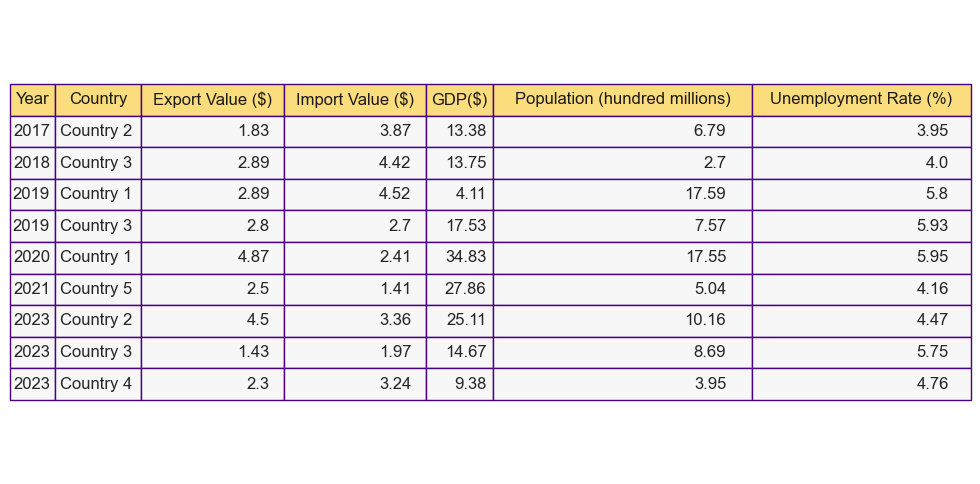 Year Country Export Value ($) Import Value ($) GDP($) Population (hundred millions) Unemployment Rate (%)
2017 Country 2 1.83 3.87 13.38 6.79 3.95
2018 Country 3 2.89 4.42 13.75 2.7 4.0
2019 Country 1 2.89 4.52 4.11 17.59 5.8
2019 Country 3 2.8 2.7 17.53 7.57 5.93
2020 Country 1 4.87 2.41 34.83 17.55 5.95
2021 Country 5 2.5 1.41 27.86 5.04 4.16
2023 Country 2 4.5 3.36 25.11 10.16 4.47
2023 Country 3 1.43 1.97 14.67 8.69 5.75
2023 Country 4 2.3 3.24 9.38 3.95 4.76